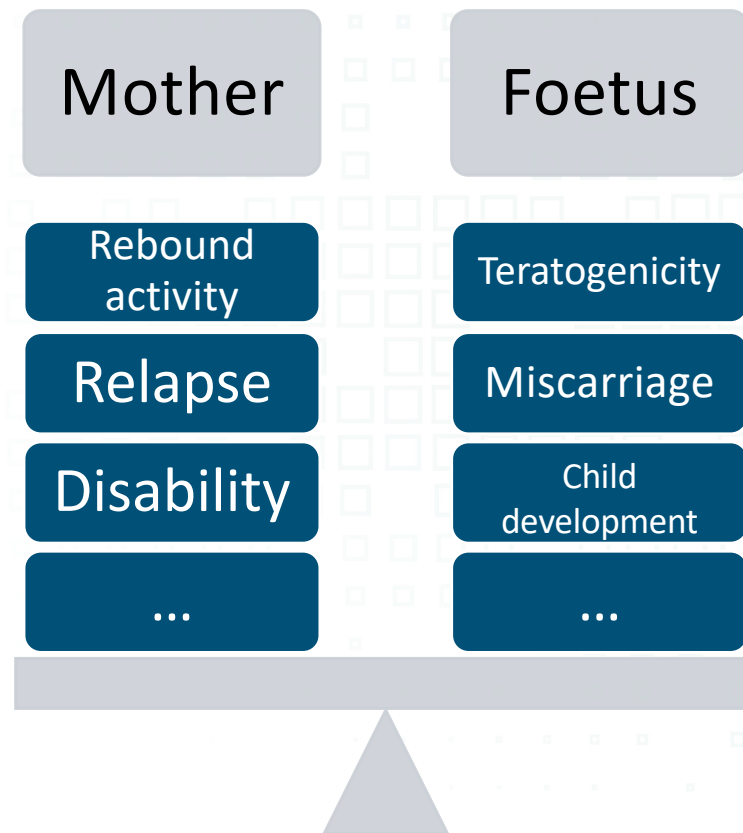 Mother
Rebound
activity
Relapse
Disability
...
Foetus
Teratogenicity
Miscarriage
Child
development
...